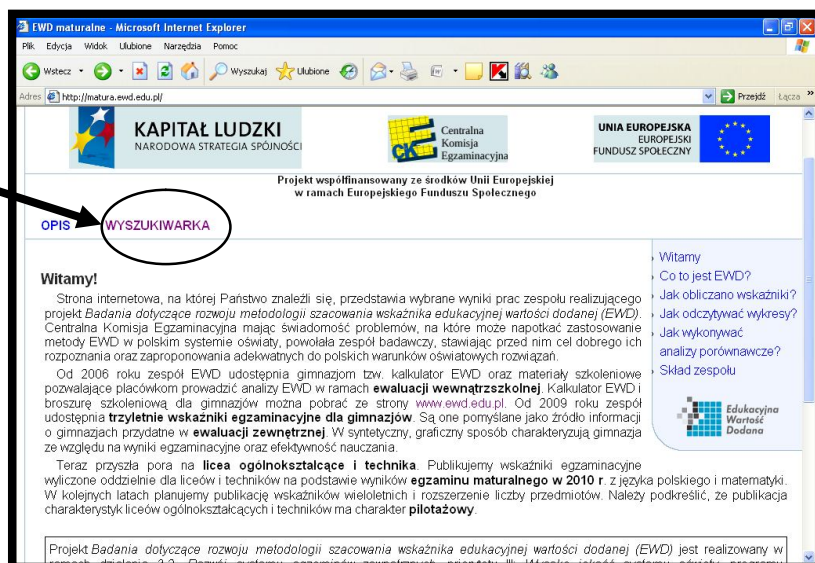 EWD maturalne - Microsoft Internet Explorer
Plik Edycja Widok Ulubione Narzędzia Pomoc
Wstecz Wyszukaj Ulubione
Adres http://matura.ewd.edu.pl/ Przejdź Łącza »
KAPITAŁ LUDZKI
NARODOWA STRATEGIA SPÓJNOŚCI
CKE
Centralna
Komisja
Egzaminacyjna
UNIA EUROPEJSKA
EUROPEJSKI
FUNDUSZ SPOŁECZNY
Projekt współfinansowany ze środków Unii Europejskiej
w ramach Europejskiego Funduszu Społecznego
OPIS WYSZUKIWARKA
Witamy!
Strona internetowa, na której Państwo znaleźli się, przedstawia wybrane wyniki prac zespołu realizującego
projekt Badania dotyczące rozwoju metodologii szacowania wskaźnika edukacyjnej wartości dodanej (EWD).
Centralna Komisja Egzaminacyjna mając świadomość problemów, na które może napotkać zastosowanie
metody EWD w polskim systemie oświaty, powołała zespół badawczy, stawiając przed nim cel dobrego ich
rozpoznania oraz zaproponowania adekwatnych do polskich warunków oświatowych rozwiązań.
Od 2006 roku zespół EWD udostępnia gimnazjom tzw. kalkulator EWD oraz materiały szkoleniowe
pozwalające placówkom prowadzić analizy EWD w ramach ewaluacji wewnątrzszkolnej. Kalkulator EWD i
broszurę szkoleniową dla gimnazjów można pobrać ze strony www.ewd.edu.pl. Od 2009 roku zespół
udostępnia trzyletnie wskaźniki egzaminacyjne dla gimnazjów. Są one pomyślane jako źródło informacji
o gimnazjach przydatne w ewaluacji zewnętrznej. W syntetyczny, graficzny sposób charakteryzują gimnazja
ze względu na wyniki egzaminacyjne oraz efektywność nauczania.
Teraz przyszła pora na licea ogólnokształcące i technika. Publikujemy wskaźniki egzaminacyjne
wyliczone oddzielnie dla liceów i techników na podstawie wyników egzaminu maturalnego w 2010 r. z języka polskiego i matematyki.
W kolejnych latach planujemy publikację wskaźników wieloletnich i rozszerzenie liczby przedmiotów. Należy podkreślić, że publikacja
charakterystyk liceów ogólnokształcących i techników ma charakter pilotażowy.
Witamy
Co to jest EWD?
Jak obliczano wskaźniki?
Jak odczytywać wykresy?
Jak wykonywać
analizy porównawcze?
Skład zespołu
Edukacyjna
Wartość
Dodana
Projekt Badania dotyczące rozwoju metodologii szacowania wskaźnika edukacyjnej wartości dodanej (EWD) jest realizowany w